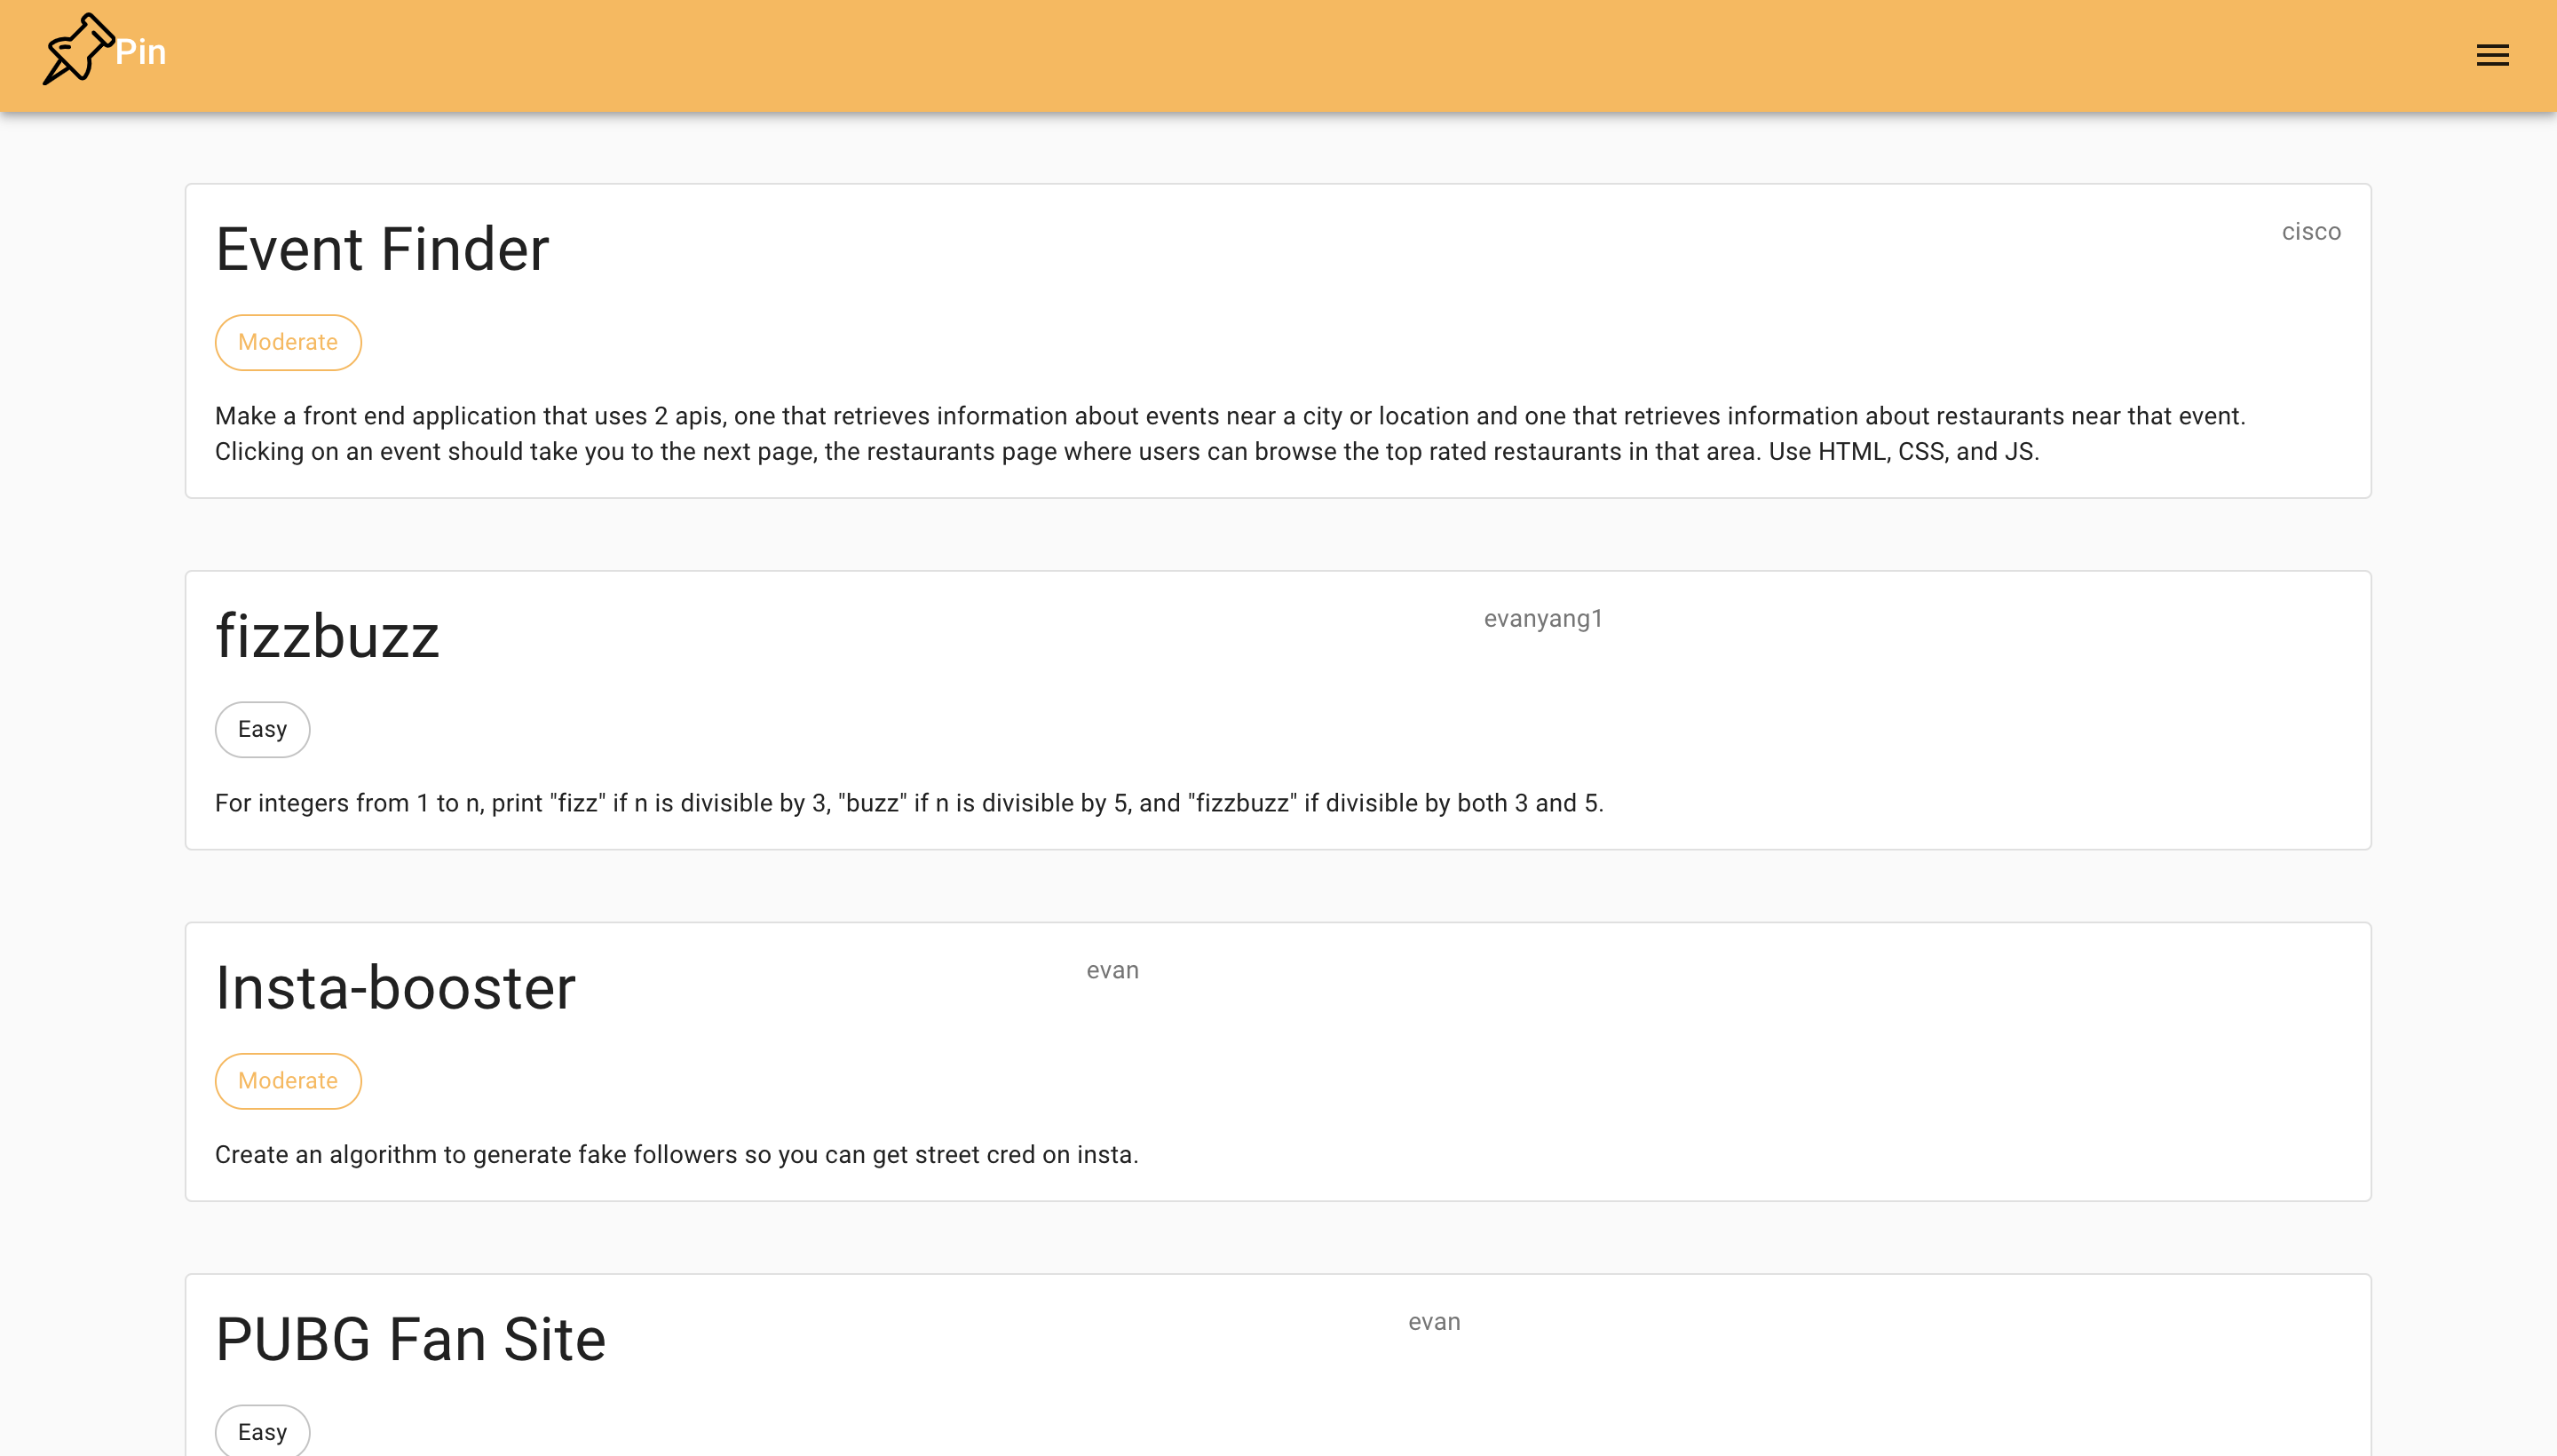 Pin
Event Finder
cisco
Moderate
Make a front end application that uses 2 apis, one that retrieves information about events near a city or location and one that retrieves information about restaurants near that event.
Clicking on an event should take you to the next page, the restaurants page where users can browse the top rated restaurants in that area. Use HTML, CSS, and JS.
fizzbuzz
evanyang1
Easy
For integers from 1 to n, print "fizz" if n is divisible by 3, "buzz" if n is divisible by 5, and "fizzbuzz" if divisible by both 3 and 5.
Insta-booster
evan
Moderate
Create an algorithm to generate fake followers so you can get street cred on insta.
PUBG Fan Site
evan
Easy